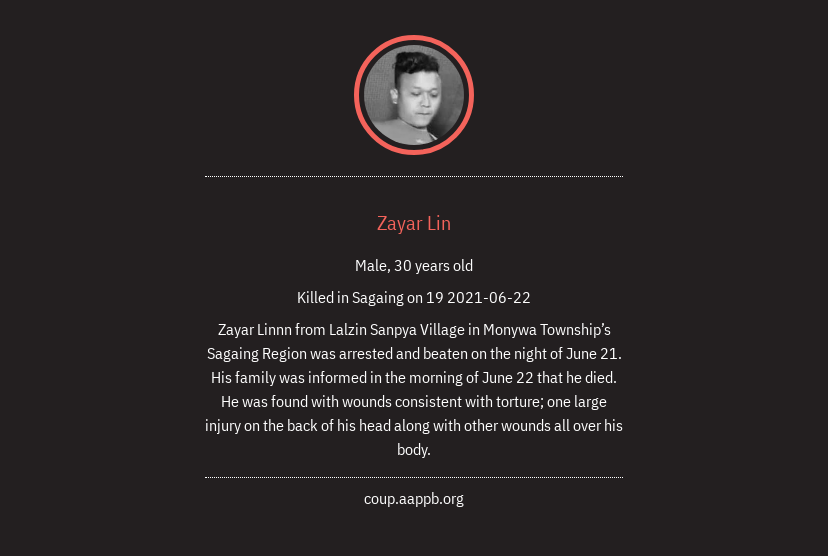 Zayar Lin
Male, 30 years old
Killed in Sagaing on 19 2021-06-22
Zayar Linnn from Lalzin Sanpya Village in Monywa Township’s
Sagaing Region was arrested and beaten on the night of June 21.
His family was informed in the morning of June 22 that he died.
He was found with wounds consistent with torture; one large
injury on the back of his head along with other wounds all over his
body.
coup.aappb.org